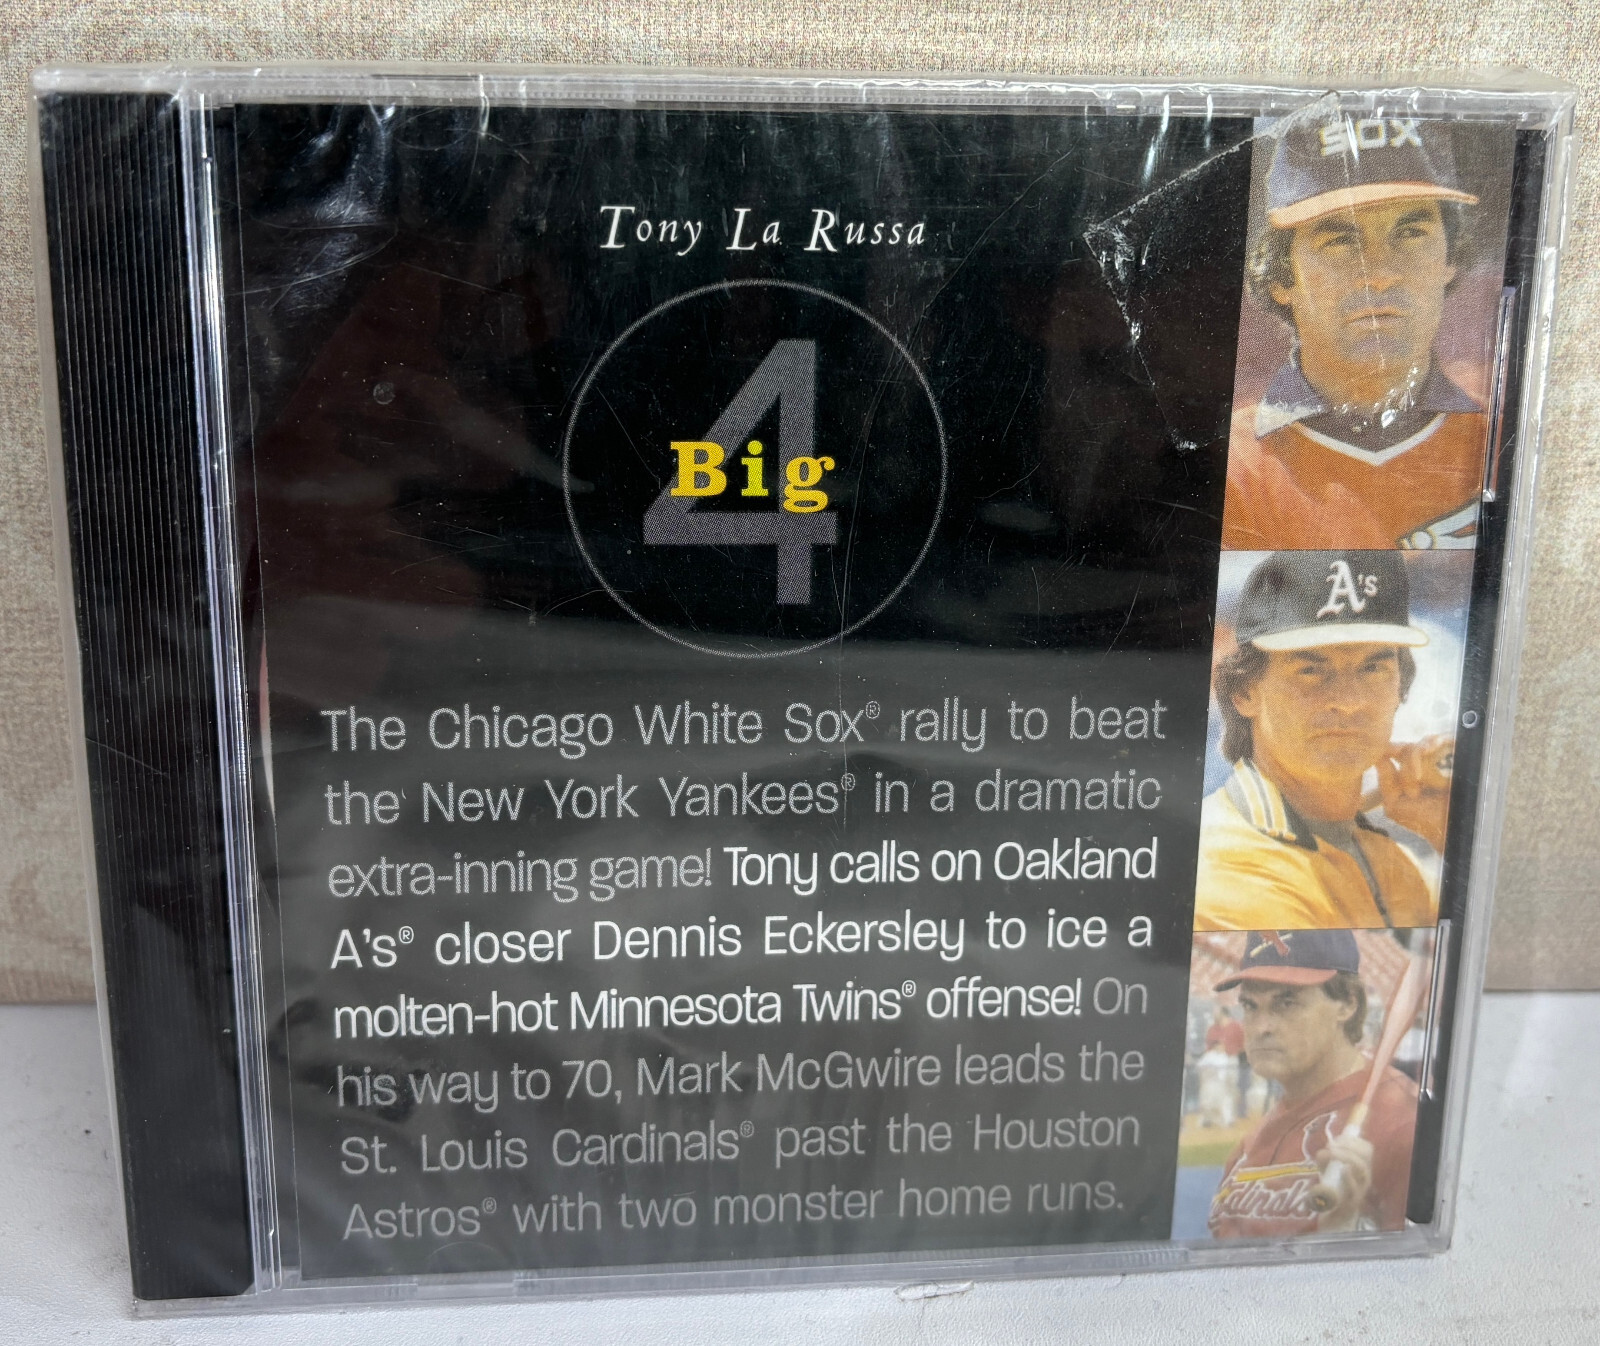 Tony La Russa
Big
4
The Chicago White Sox® rally to beat
the New York Yankees® in a dramatic
extra-inning game! Tony calls on Oakland
A's® closer Dennis Eckersley to ice a
molten-hot Minnesota Twins® offense! On
his way to 70, Mark McGwire leads the
St. Louis Cardinals® past the Houston
Astros® with two monster home runs.
SOX
A's